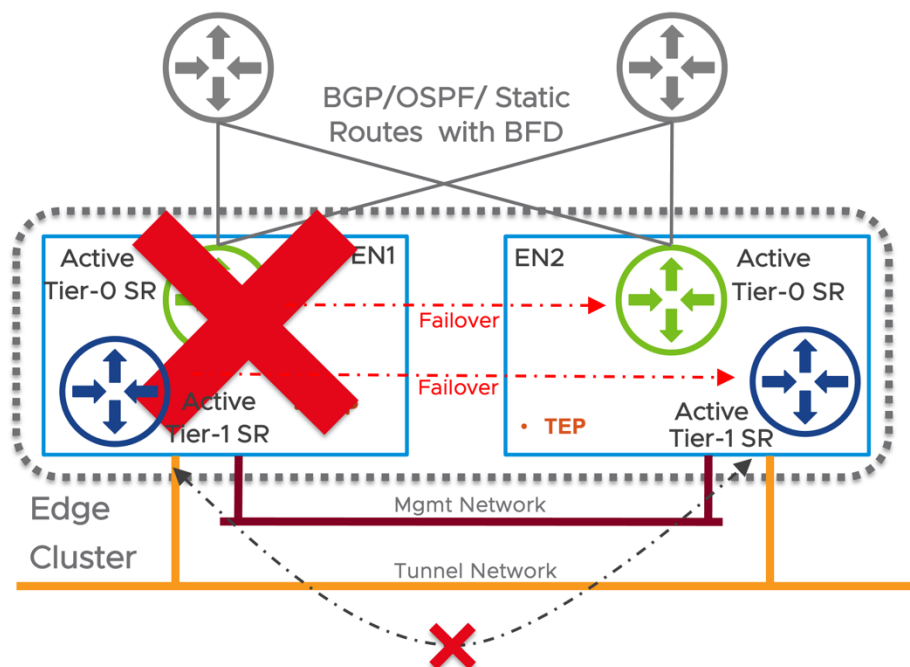 BGP/OSPF/ Static
Routes with BFD
Active
Tier-0 SR
EN1
EN2
Active
Tier-0 SR
Failover
Failover
Active
Tier-1 SR
• TEP
Active
Tier-1 SR
Edge
Cluster
Mgmt Network
Tunnel Network